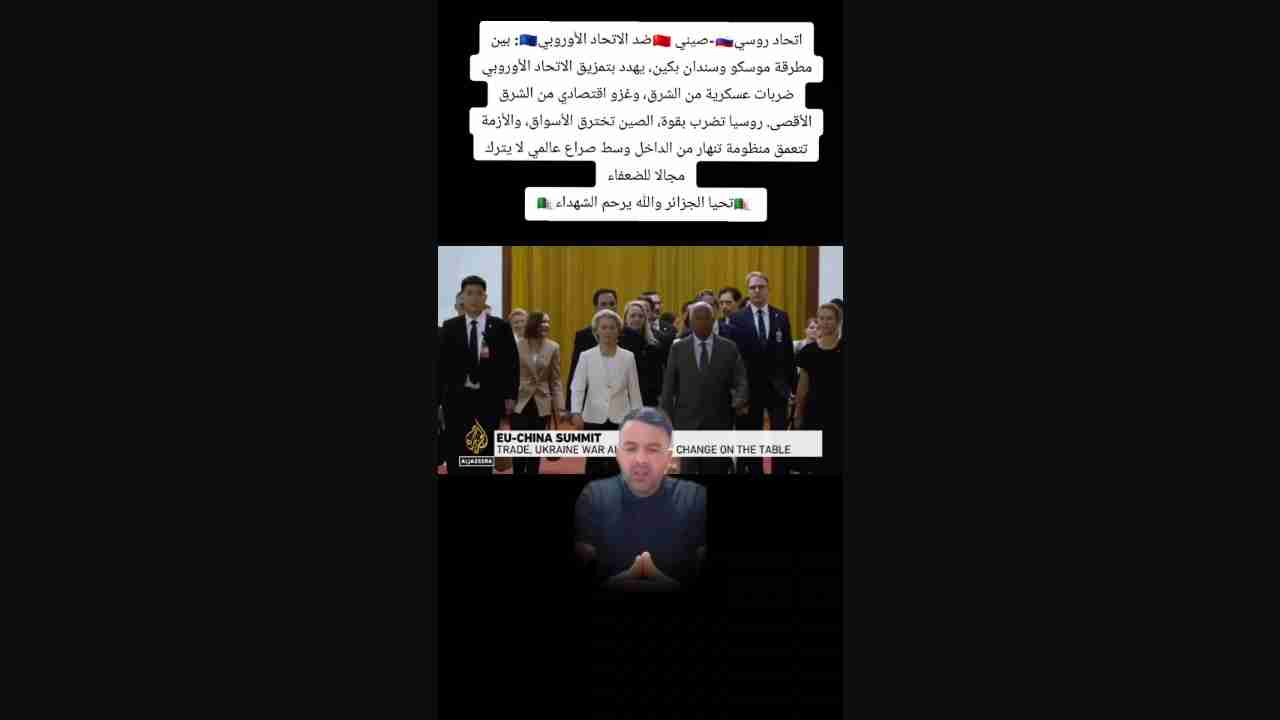 اتحاد روسي🇷🇺-صيني 🇨🇳ضد الاتحاد الأوروبي🇪🇺: بين
مطرقة موسكو وسندان بكين، يهدد بتمزيق الاتحاد الأوروبي
ضربات عسكرية من الشرق، وغزو اقتصادي من الشرق
الأقصى. روسيا تضرب بقوة، الصين تخترق الأسواق، والأزمة
تتعمق منظومة تنهار من الداخل وسط صراع عالمي لا يترك
مجالا للضعفاء
🇩🇿تحيا الجزائر والله يرحم الشهداء 🇩🇿
EU-CHINA SUMMIT
TRADE, UKRAINE WAR CHANGE ON THE TABLE
ALJAZEERA